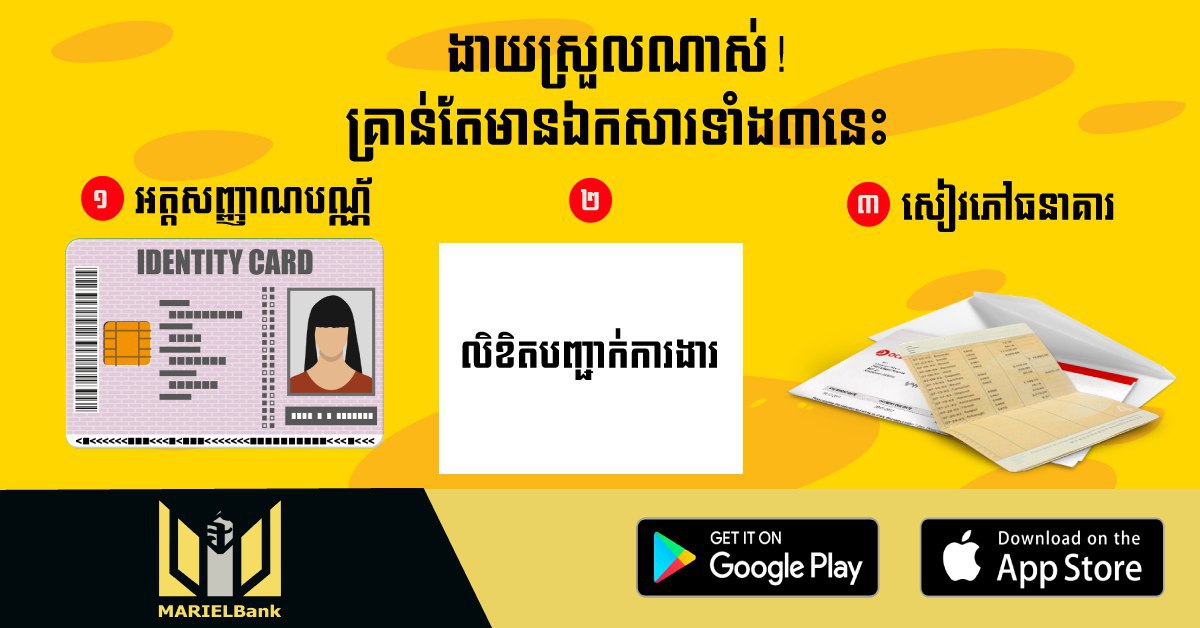 ងាយស្រួលណាស់!
គ្រាន់តែមានឯកសារទាំង៣នេះ
១ អត្តសញ្ញាណបណ្ណ័
២
៣ សៀវភៅធនាគារ
IDENTITY CARD
លិខិតបញ្ជាក់ការងារ
MARIELBank
GET IT ON
Google Play
Download on the
App Store